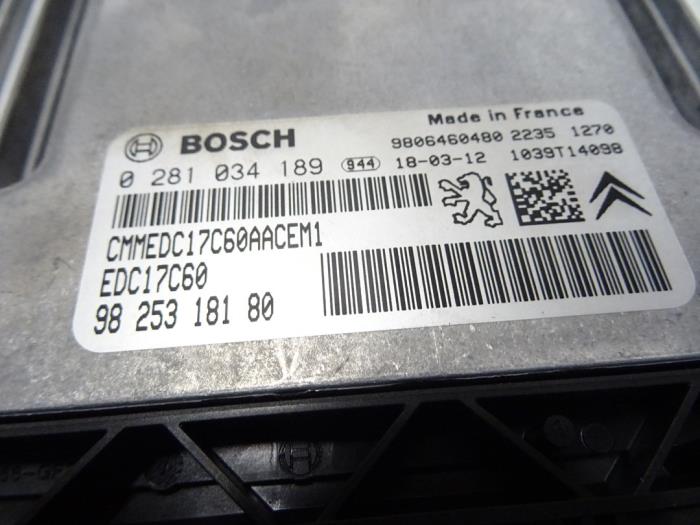 BOSCH
Made in France
9806460480 2235 1270
0 281 034 189 944 18-03-12 1039T14098
CMMEDC17C60AACEM1
EDC17C60
98 253 181 80